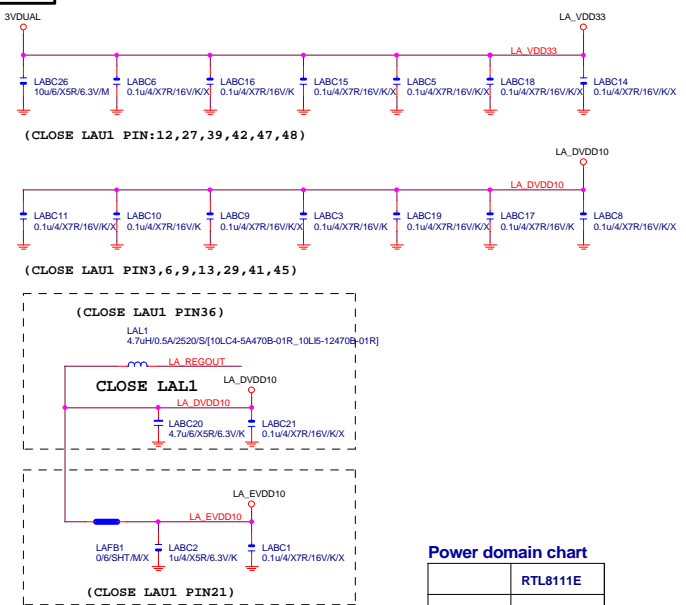 3VDUAL
LA_VDD33
LA_VDD33
LABC26
10u/6/X5R/6.3V/M
LABC6
0.1u/4/X7R/16V/K/X
LABC16
0.1u/4/X7R/16V/K
LABC15
0.1u/4/X7R/16V/K/X
LABC5
0.1u/4/X7R/16V/K/X
LABC18
0.1u/4/X7R/16V/K/X
LABC14
0.1u/4/X7R/16V/K/X
(CLOSE LAU1 PIN:12,27,39,42,47,48)
LA_DVDD10
LA_DVDD10
LABC11
0.1u/4/X7R/16V/K/X
LABC10
0.1u/4/X7R/16V/K
LABC9
0.1u/4/X7R/16V/K/X
LABC3
0.1u/4/X7R/16V/K
LABC19
0.1u/4/X7R/16V/K/X
LABC17
0.1u/4/X7R/16V/K
LABC8
0.1u/4/X7R/16V/K/X
(CLOSE LAU1 PIN3,6,9,13,29,41,45)
(CLOSE LAU1 PIN36)
LAL1
4.7uH/0.5A/2520/S/[10LC4-5A470B-01R_10LI5-12470B-01R]
LA_REGOUT
CLOSE LAL1
LA_DVDD10
LA_DVDD10
LABC20
4.7u/6/X5R/6.3V/K
LABC21
0.1u/4/X7R/16V/K/X
LA_EVDD10
LA_EVDD10
LAFB1
0/6/SHT/M/X
LABC2
1u/4/X5R/6.3V/K
LABC1
0.1u/4/X7R/16V/K/X
(CLOSE LAU1 PIN21)
Power domain chart
RTL8111E